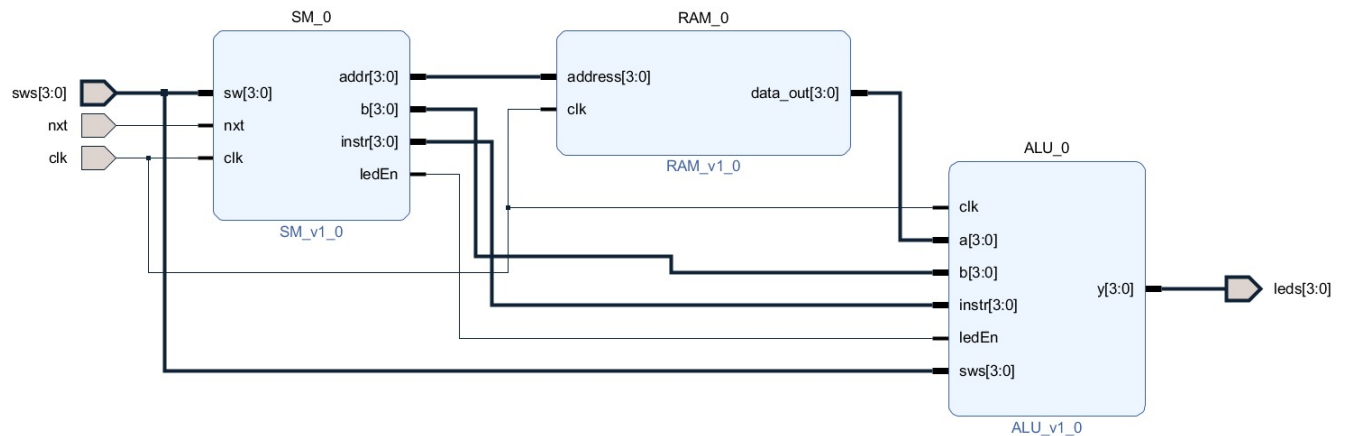 SM_0
sws[3:0]
nxt
clk
sw[3:0]
nxt
clk
addr[3:0]
b[3:0]
instr[3:0]
ledEn
SM_v1_0
RAM_0
address[3:0]
clk
data_out[3:0]
RAM_v1_0
ALU_0
clk
a[3:0]
b[3:0]
instr[3:0]
ledEn
sws[3:0]
y[3:0]
ALU_v1_0
leds[3:0]